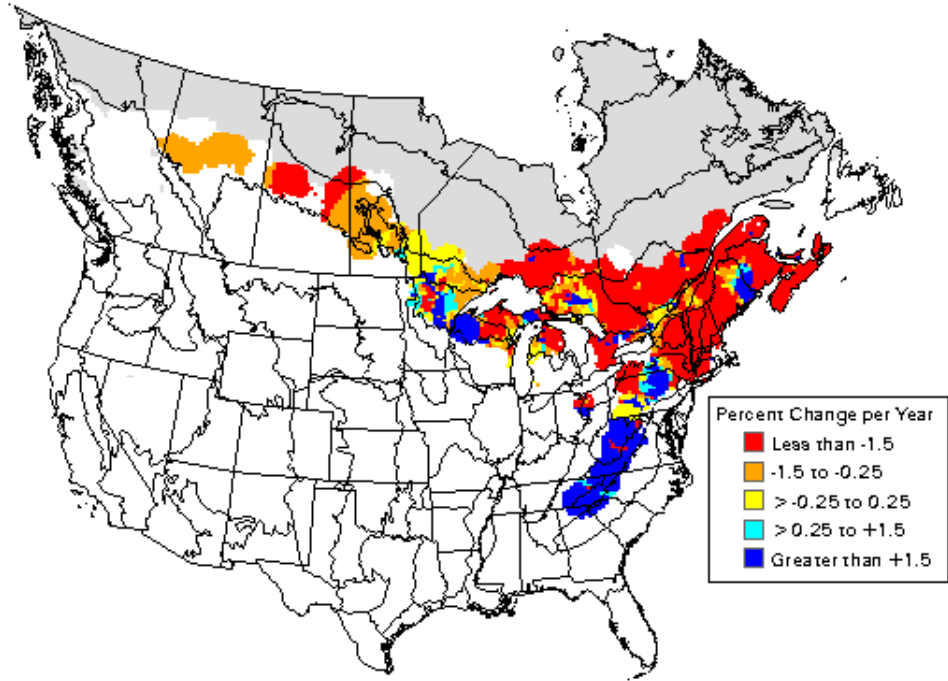 Percent Change per Year
Less than -1.5
-1.5 to -0.25
> -0.25 to 0.25
> 0.25 to +1.5
Greater than +1.5